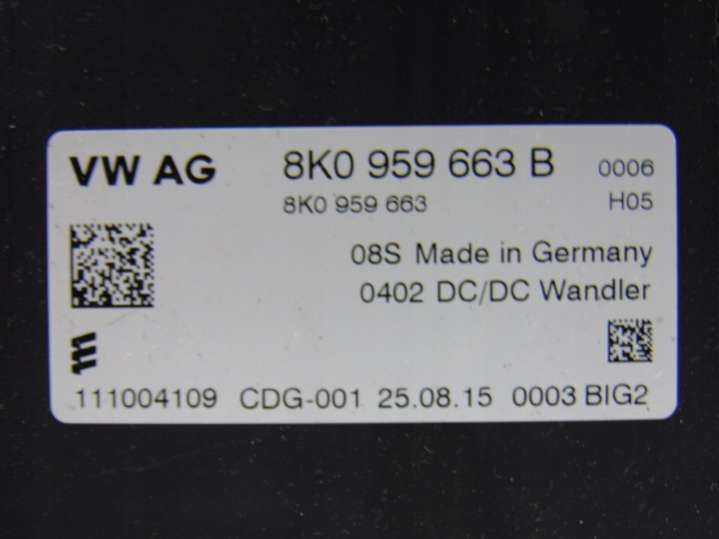 VW AG 8K0 959 663 B 0006
8K0 959 663 H05
08S Made in Germany
0402 DC/DC Wandler
111004109 CDG-001 25.08.15 0003 BIG2